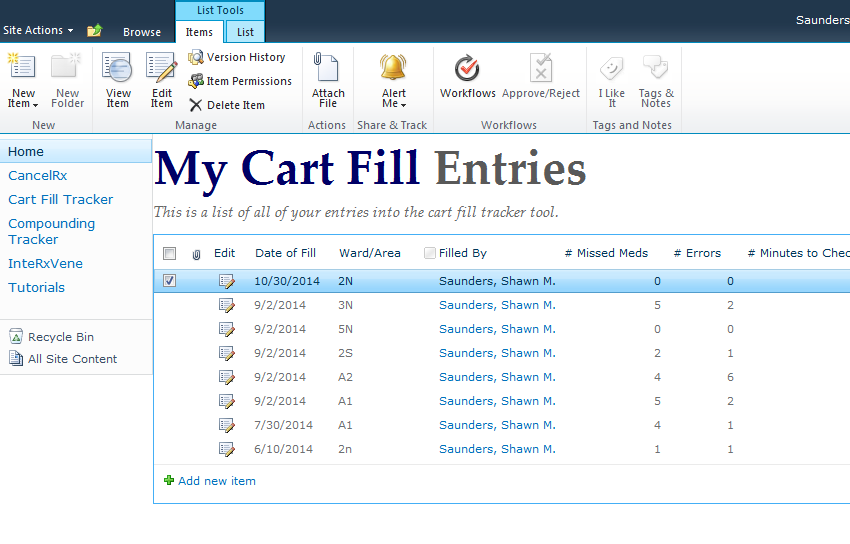 List Tools
Saunders
Site Actions Browse Items List
New Item New Folder View Item Edit Item Version History Item Permissions Delete Item Attach File Alert Me Workflows Approve/Reject I Like It Tags & Notes
New Manage Actions Share & Track Workflows Tags and Notes
Home
CancelRx
Cart Fill Tracker
Compounding
Tracker
InteRxVene
Tutorials
Recycle Bin
All Site Content
My Cart Fill Entries
This is a list of all of your entries into the cart fill tracker tool.
Edit Date of Fill Ward/Area Filled By # Missed Meds # Errors # Minutes to Chec
10/30/2014 2N Saunders, Shawn M. 0 0
9/2/2014 3N Saunders, Shawn M. 5 2
9/2/2014 5N Saunders, Shawn M. 0 0
9/2/2014 2S Saunders, Shawn M. 2 1
9/2/2014 A2 Saunders, Shawn M. 4 6
9/2/2014 A1 Saunders, Shawn M. 5 2
7/30/2014 A1 Saunders, Shawn M. 4 1
6/10/2014 2n Saunders, Shawn M. 1 1
Add new item